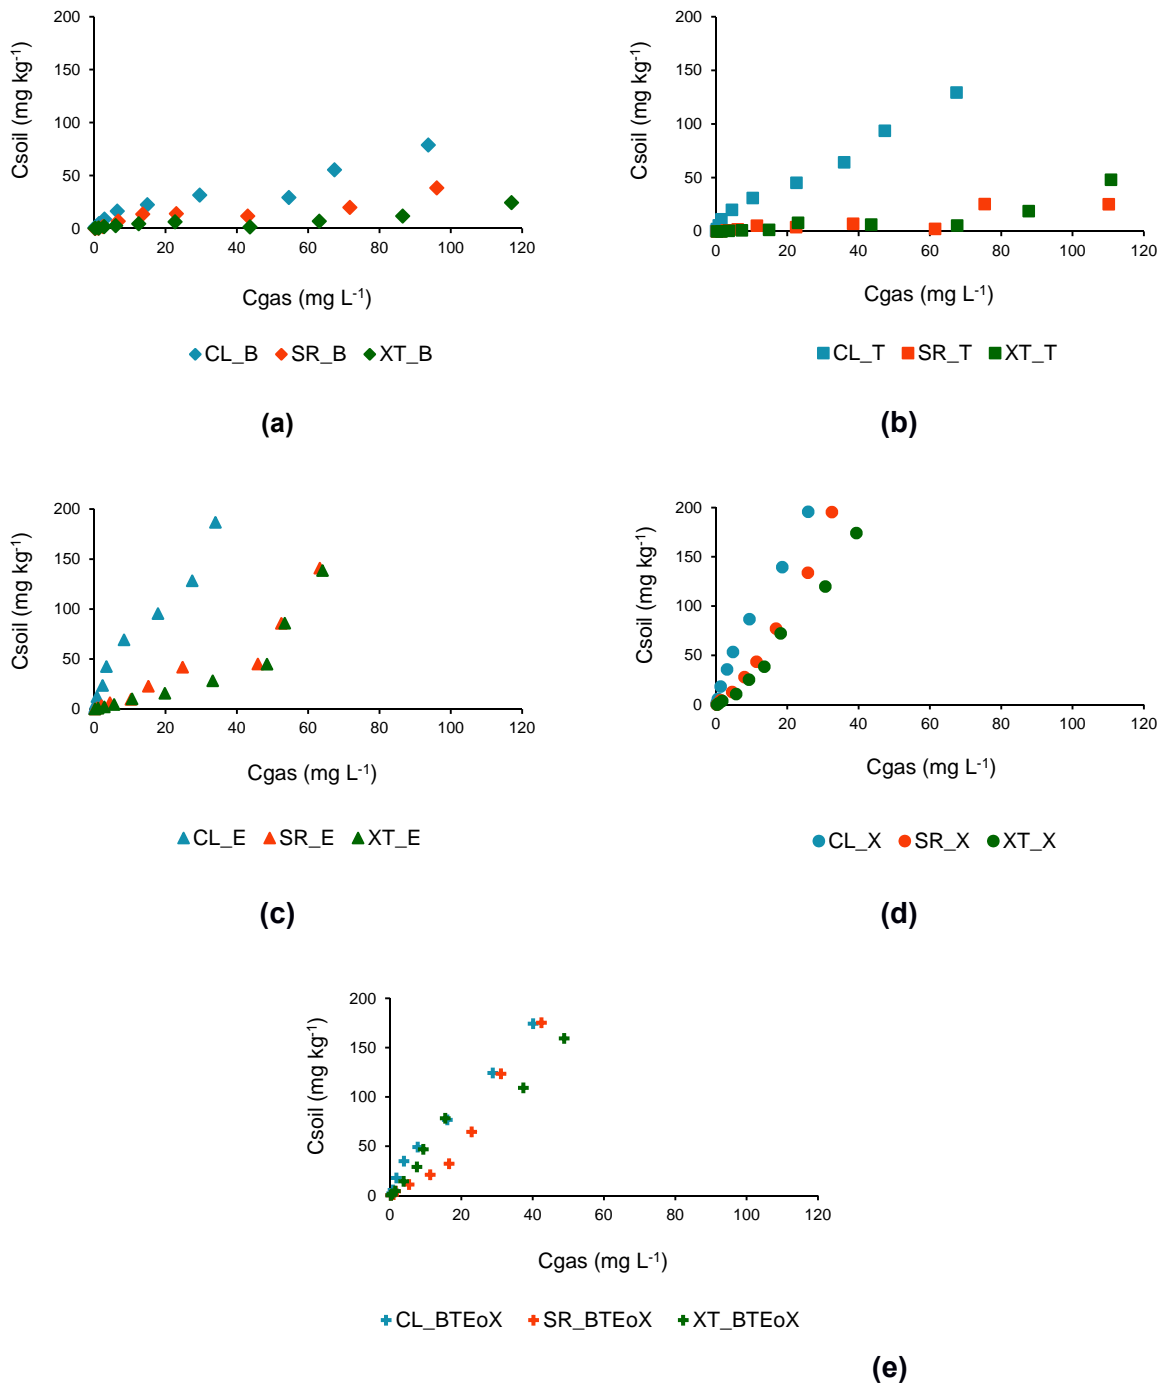 200
150
100
50
0
Csoil (mg kg⁻¹)
0 20 40 60 80 100 120
Cgas (mg L⁻¹)
CL_B SR_B XT_B
(a)
200
150
100
50
0
Csoil (mg kg⁻¹)
0 20 40 60 80 100 120
Cgas (mg L⁻¹)
CL_T SR_T XT_T
(b)
200
150
100
50
0
Csoil (mg kg⁻¹)
0 20 40 60 80 100 120
Cgas (mg L⁻¹)
CL_E SR_E XT_E
(c)
200
150
100
50
0
Csoil (mg kg⁻¹)
0 20 40 60 80 100 120
Cgas (mg L⁻¹)
CL_X SR_X XT_X
(d)
200
150
100
50
0
Csoil (mg kg⁻¹)
0 20 40 60 80 100 120
Cgas (mg L⁻¹)
CL_BTEoX SR_BTEoX XT_BTEoX
(e)